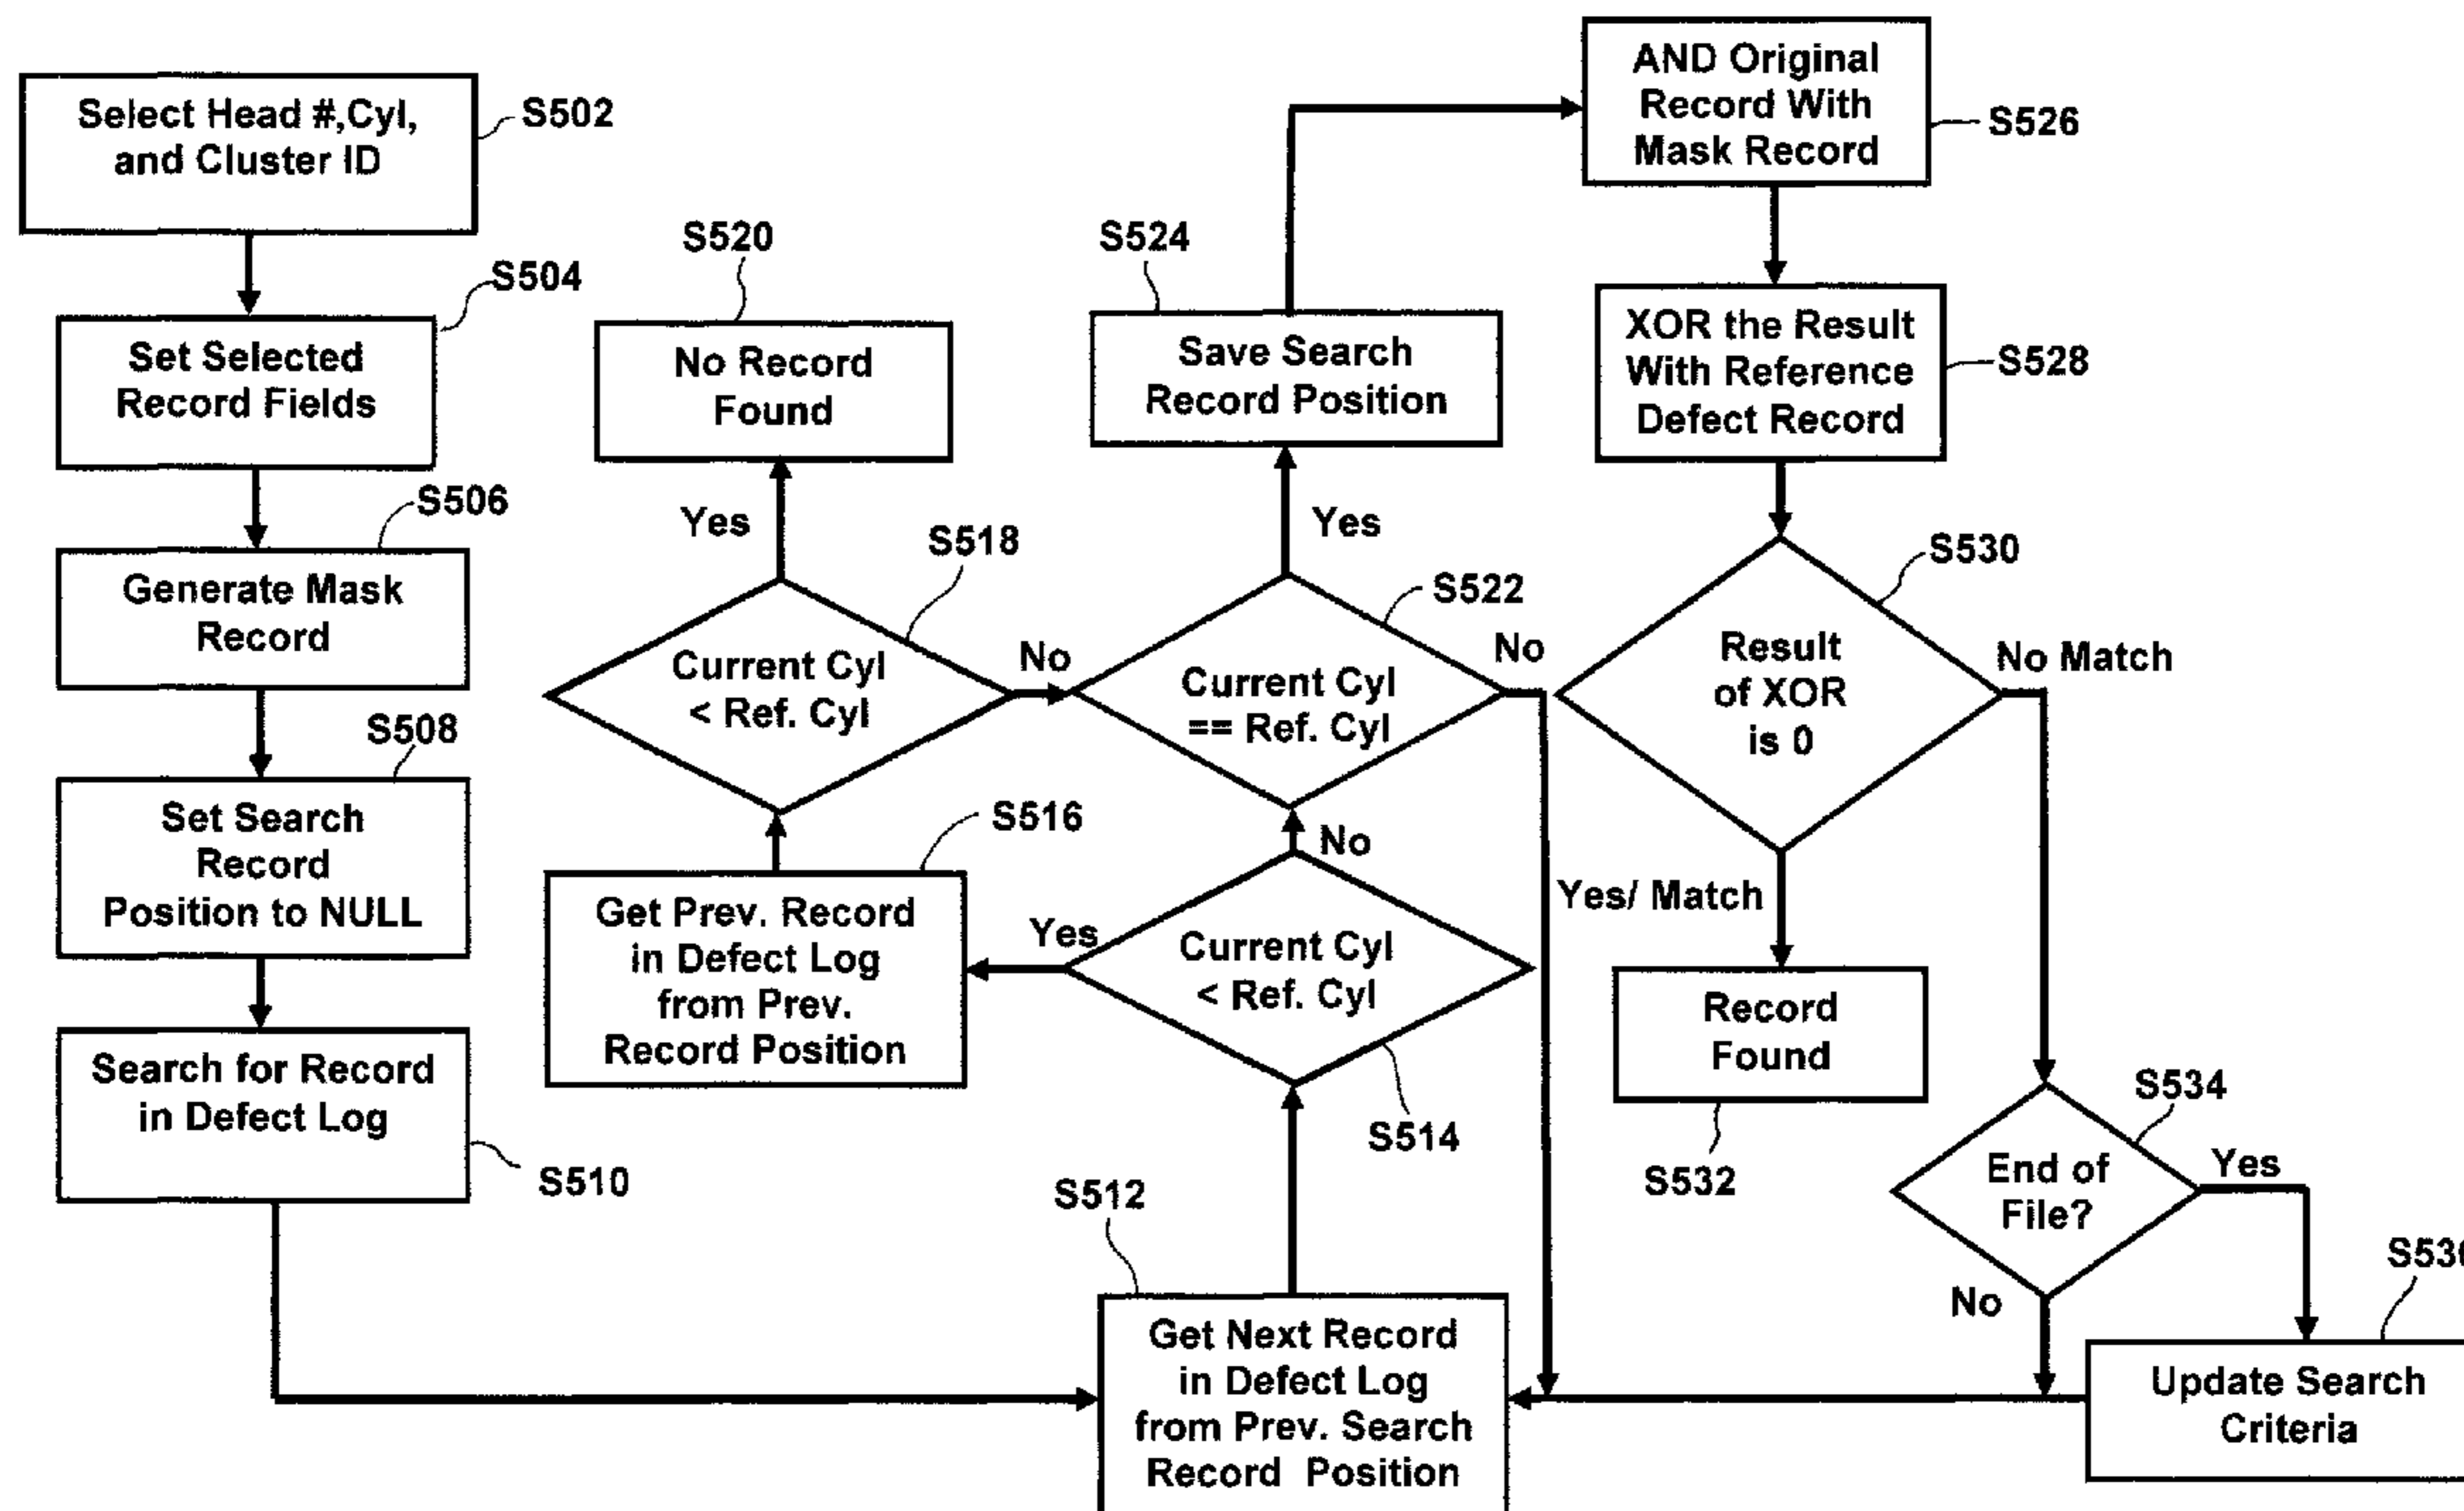 Select Head #,Cyl,
and Cluster ID
S502
Set Selected
Record Fields
S504
Generate Mask
Record
S506
Set Search
Record
Position to NULL
S508
Search for Record
in Defect Log
S510
Get Next Record
in Defect Log
from Prev. Search
Record Position
S512
Current Cyl
< Ref. Cyl
S514
Yes
No
Get Prev. Record
in Defect Log
from Prev.
Record Position
S516
Current Cyl
< Ref. Cyl
S518
Yes
No
No Record
Found
S520
Current Cyl
== Ref. Cyl
S522
Yes
No
Save Search
Record Position
S524
AND Original
Record With
Mask Record
S526
XOR the Result
With Reference
Defect Record
S528
Result
of XOR
is 0
S530
No Match
Yes/ Match
Record
Found
S532
End of
File?
S534
Yes
No
Update Search
Criteria